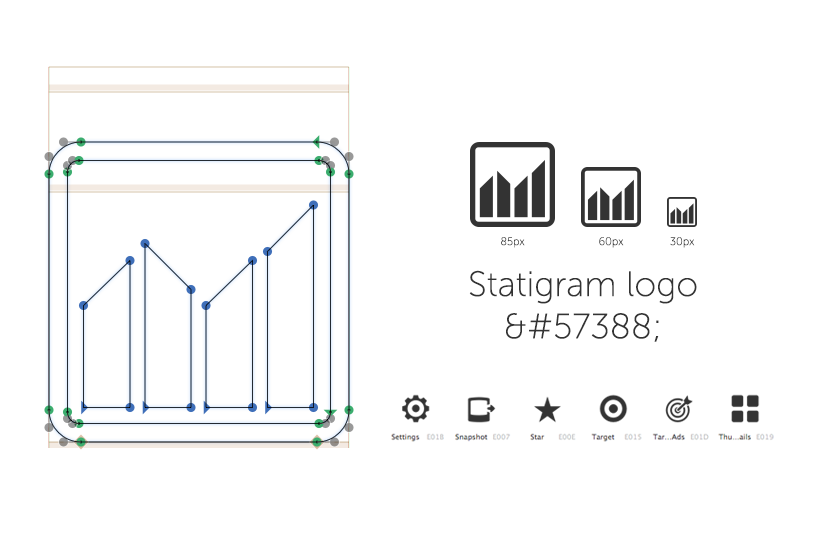 85px 60px 30px
Statigram logo
&#57388;
Settings E018 Snapshot E007 Star E00E Target E015 Tar...Ads E01D Thu...ails E019